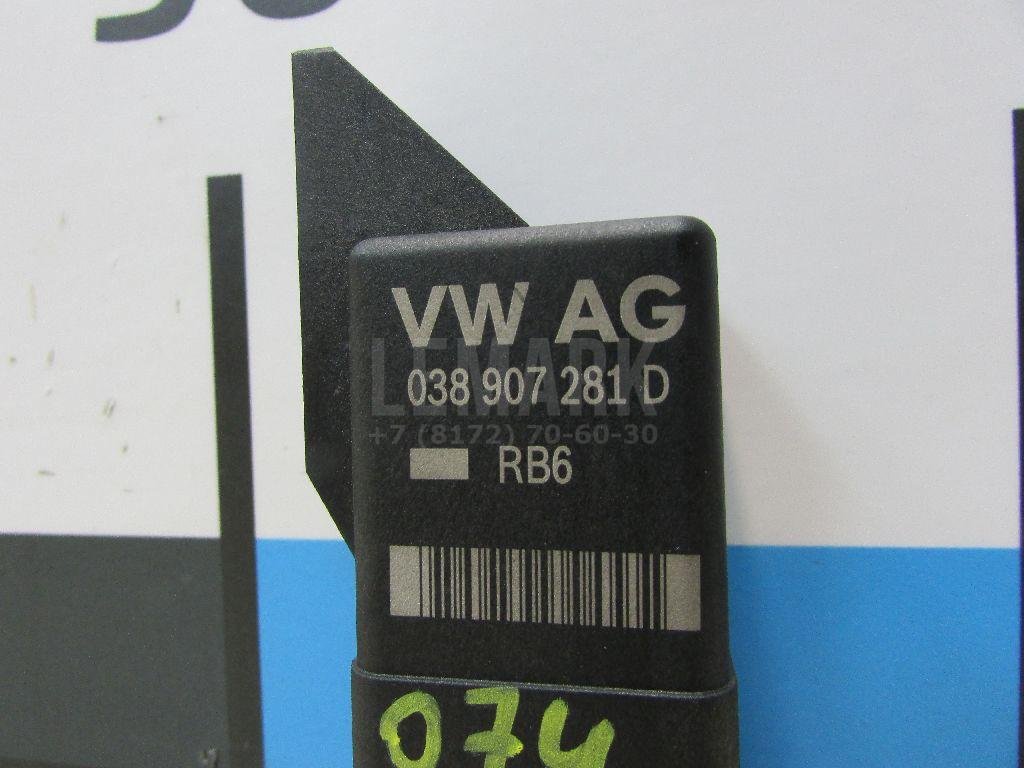 VW AG
038 907 281 D
LEMARK
+7 (8172) 70-60-30
RB6
074